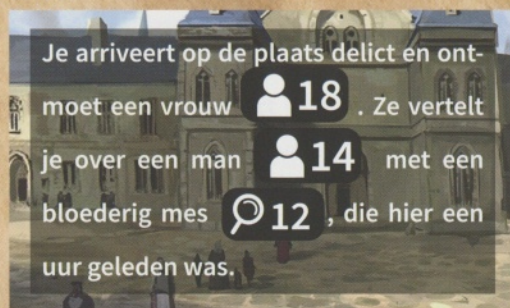 Je arriveert op de plaats delict en ont-
moet een vrouw 18 . Ze vertelt
je over een man 14 met een
bloederig mes 12 , die hier een
uur geleden was.